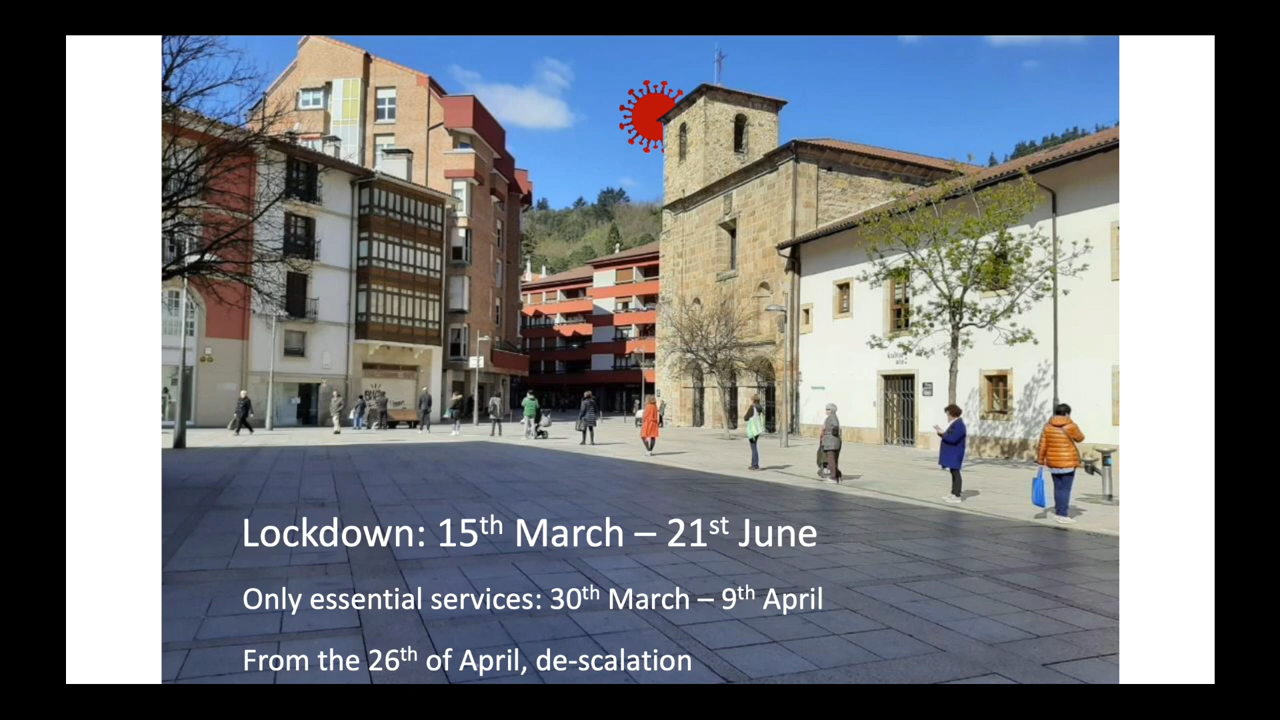 kultur
Lockdown: 15th March – 21st June
Only essential services: 30th March – 9th April
From the 26th of April, de-scalation